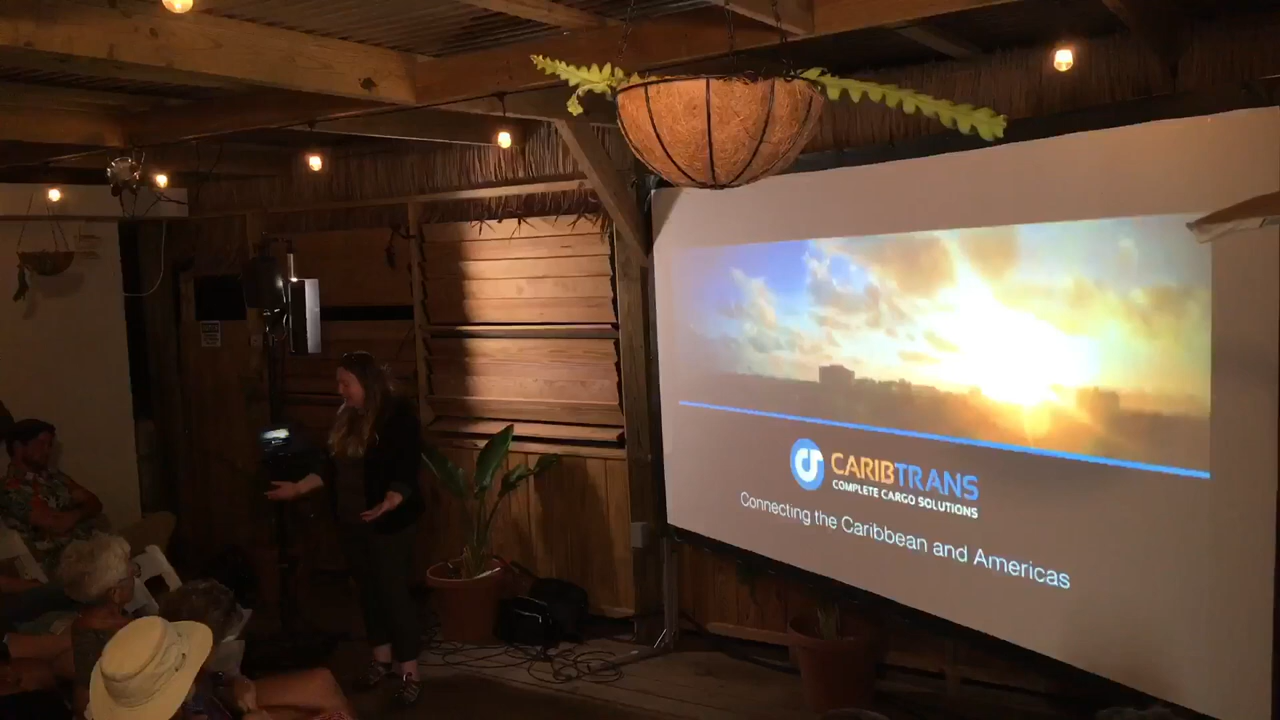 CARIBTRANS
COMPLETE CARGO SOLUTIONS
Connecting the Caribbean and Americas